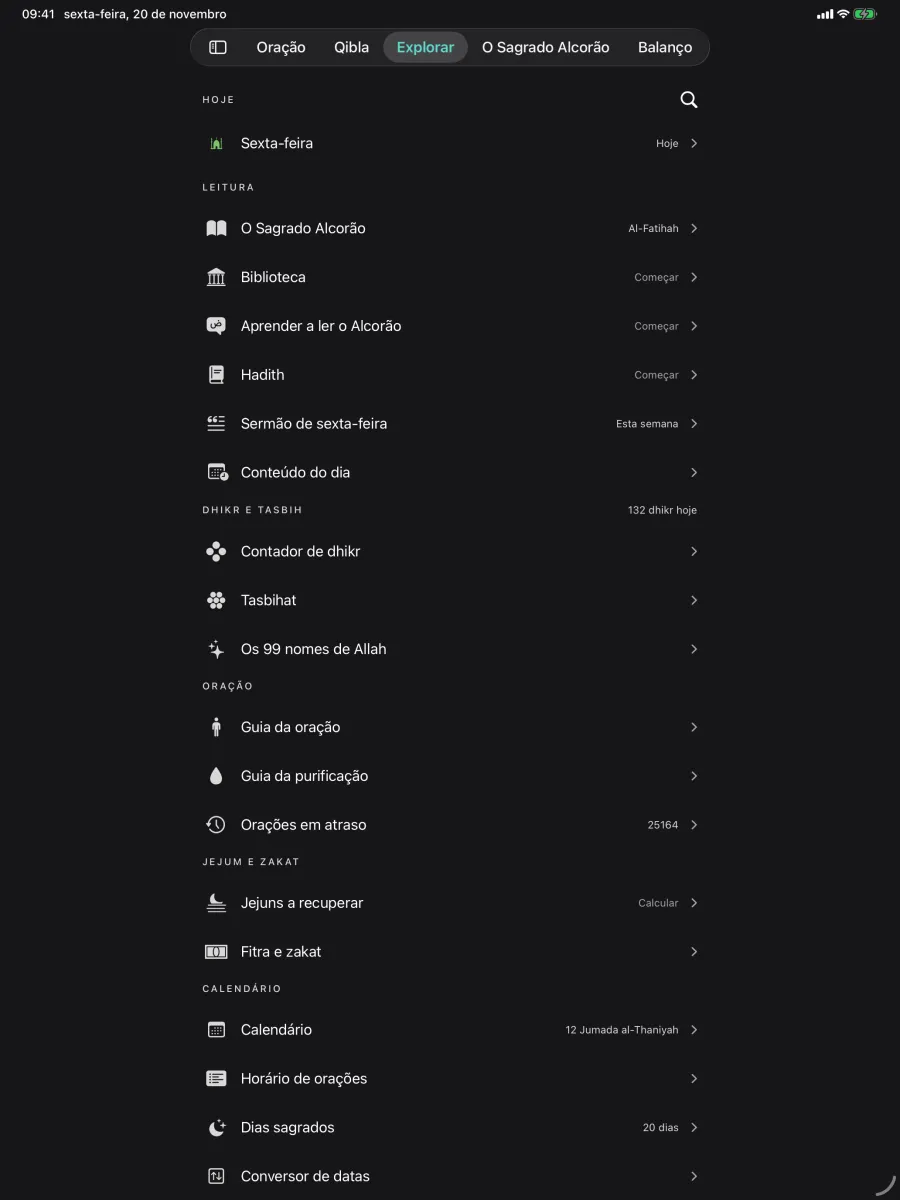 09:41 sexta-feira, 20 de novembro
Oração Qibla Explorar O Sagrado Alcorão Balanço
HOJE
Sexta-feira Hoje
LEITURA
O Sagrado Alcorão Al-Fatihah
Biblioteca Começar
ض
Aprender a ler o Alcorão Começar
Hadith Começar
Sermão de sexta-feira Esta semana
Conteúdo do dia
DHIKR E TASBIH 132 dhikr hoje
Contador de dhikr
Tasbihat
Os 99 nomes de Allah
ORAÇÃO
Guia da oração
Guia da purificação
Orações em atraso 25164
JEJUM E ZAKAT
Jejuns a recuperar Calcular
Fitra e zakat
CALENDÁRIO
Calendário 12 Jumada al-Thaniyah
Horário de orações
Dias sagrados 20 dias
Conversor de datas